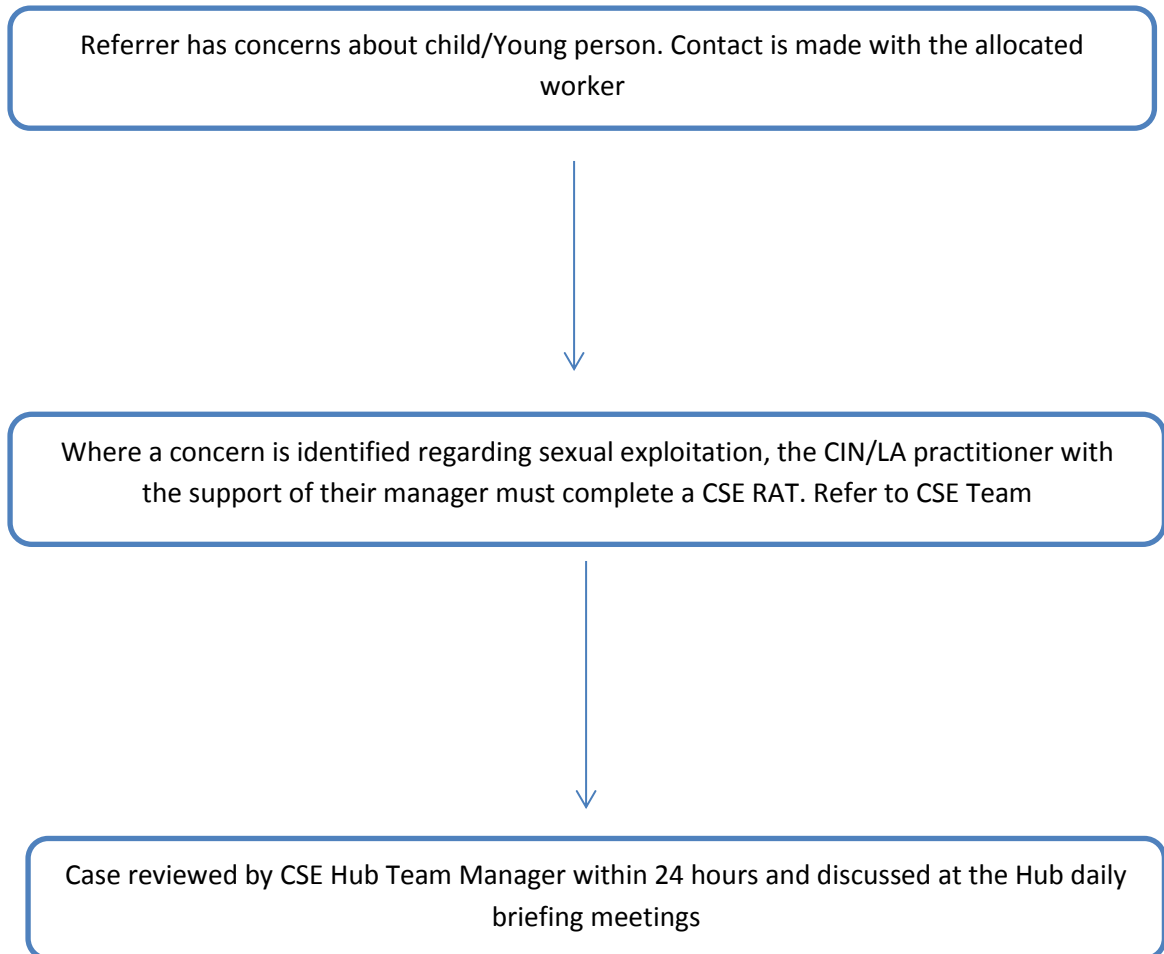 Referrer has concerns about child/Young person. Contact is made with the allocated
worker
Where a concern is identified regarding sexual exploitation, the CIN/LA practitioner with
the support of their manager must complete a CSE RAT. Refer to CSE Team
Case reviewed by CSE Hub Team Manager within 24 hours and discussed at the Hub daily
briefing meetings